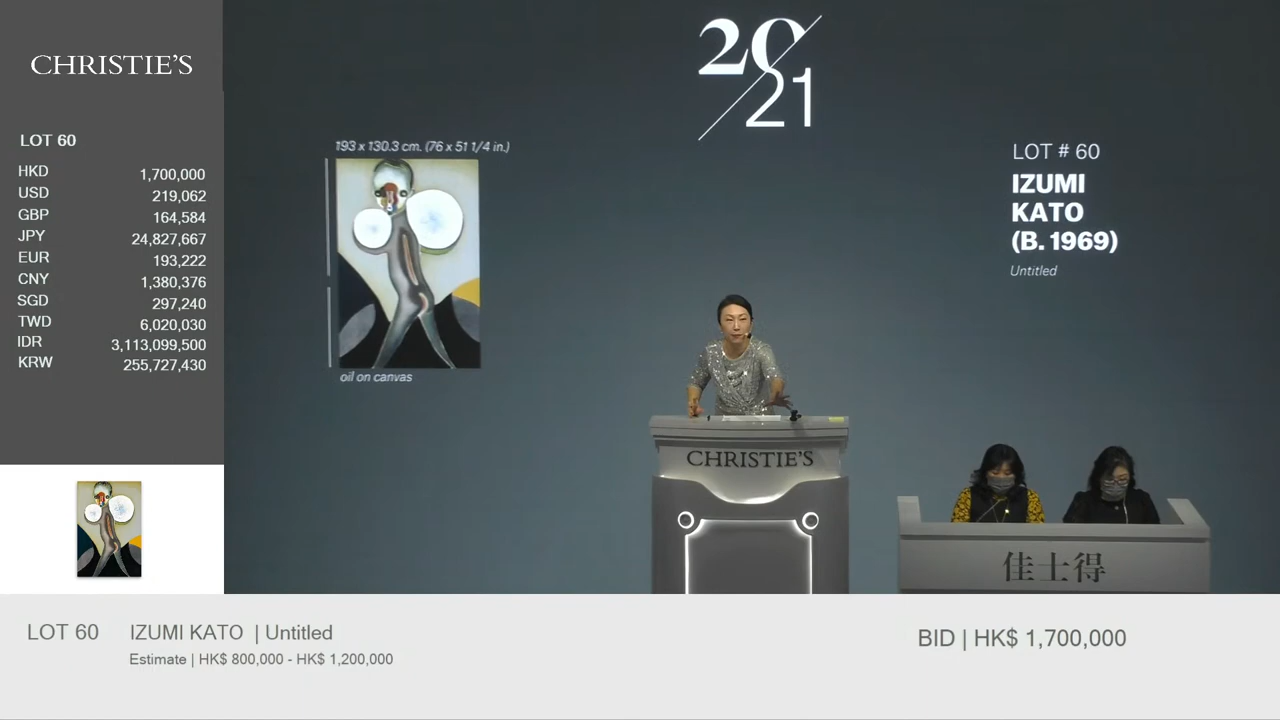 CHRISTIE'S
LOT 60
HKD 1,700,000
USD 219,062
GBP 164,584
JPY 24,827,667
EUR 193,222
CNY 1,380,376
SGD 297,240
TWD 6,020,030
IDR 3,113,099,500
KRW 255,727,430
20/21
193 x 130.3 cm. (76 x 51 1/4 in.)
oil on canvas
LOT # 60
IZUMI
KATO
(B. 1969)
Untitled
CHRISTIE'S
佳士得
LOT 60 IZUMI KATO | Untitled
Estimate | HK$ 800,000 - HK$ 1,200,000
BID | HK$ 1,700,000